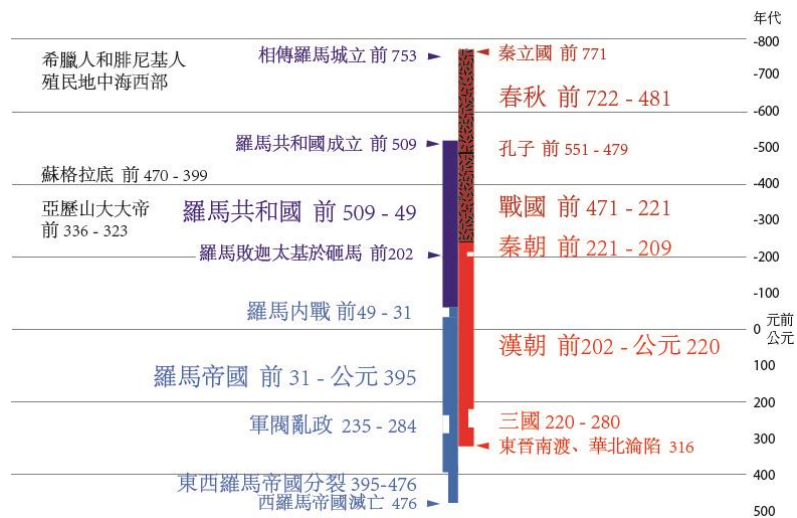 年代
-800
希臘人和腓尼基人
殖民地中海西部
相傳羅馬城立 前 753
秦立國 前 771
-700
春秋 前 722 - 481
-600
羅馬共和國成立 前 509
孔子 前 551 - 479
-500
蘇格拉底 前 470 - 399
-400
亞歷山大大帝
前 336 - 323
羅馬共和國 前 509 - 49
戰國 前 471 - 221
-300
羅馬敗迦太基於砸馬 前202
秦朝 前 221 - 209
-200
-100
羅馬内戰 前49 - 31
0 元前
公元
漢朝 前202 - 公元 220
100
羅馬帝國 前 31 - 公元 395
200
軍閥亂政 235 - 284
三國 220 - 280
東晉南渡、華北淪陷 316
300
400
東西羅馬帝國分裂 395-476
西羅馬帝國滅亡 476
500